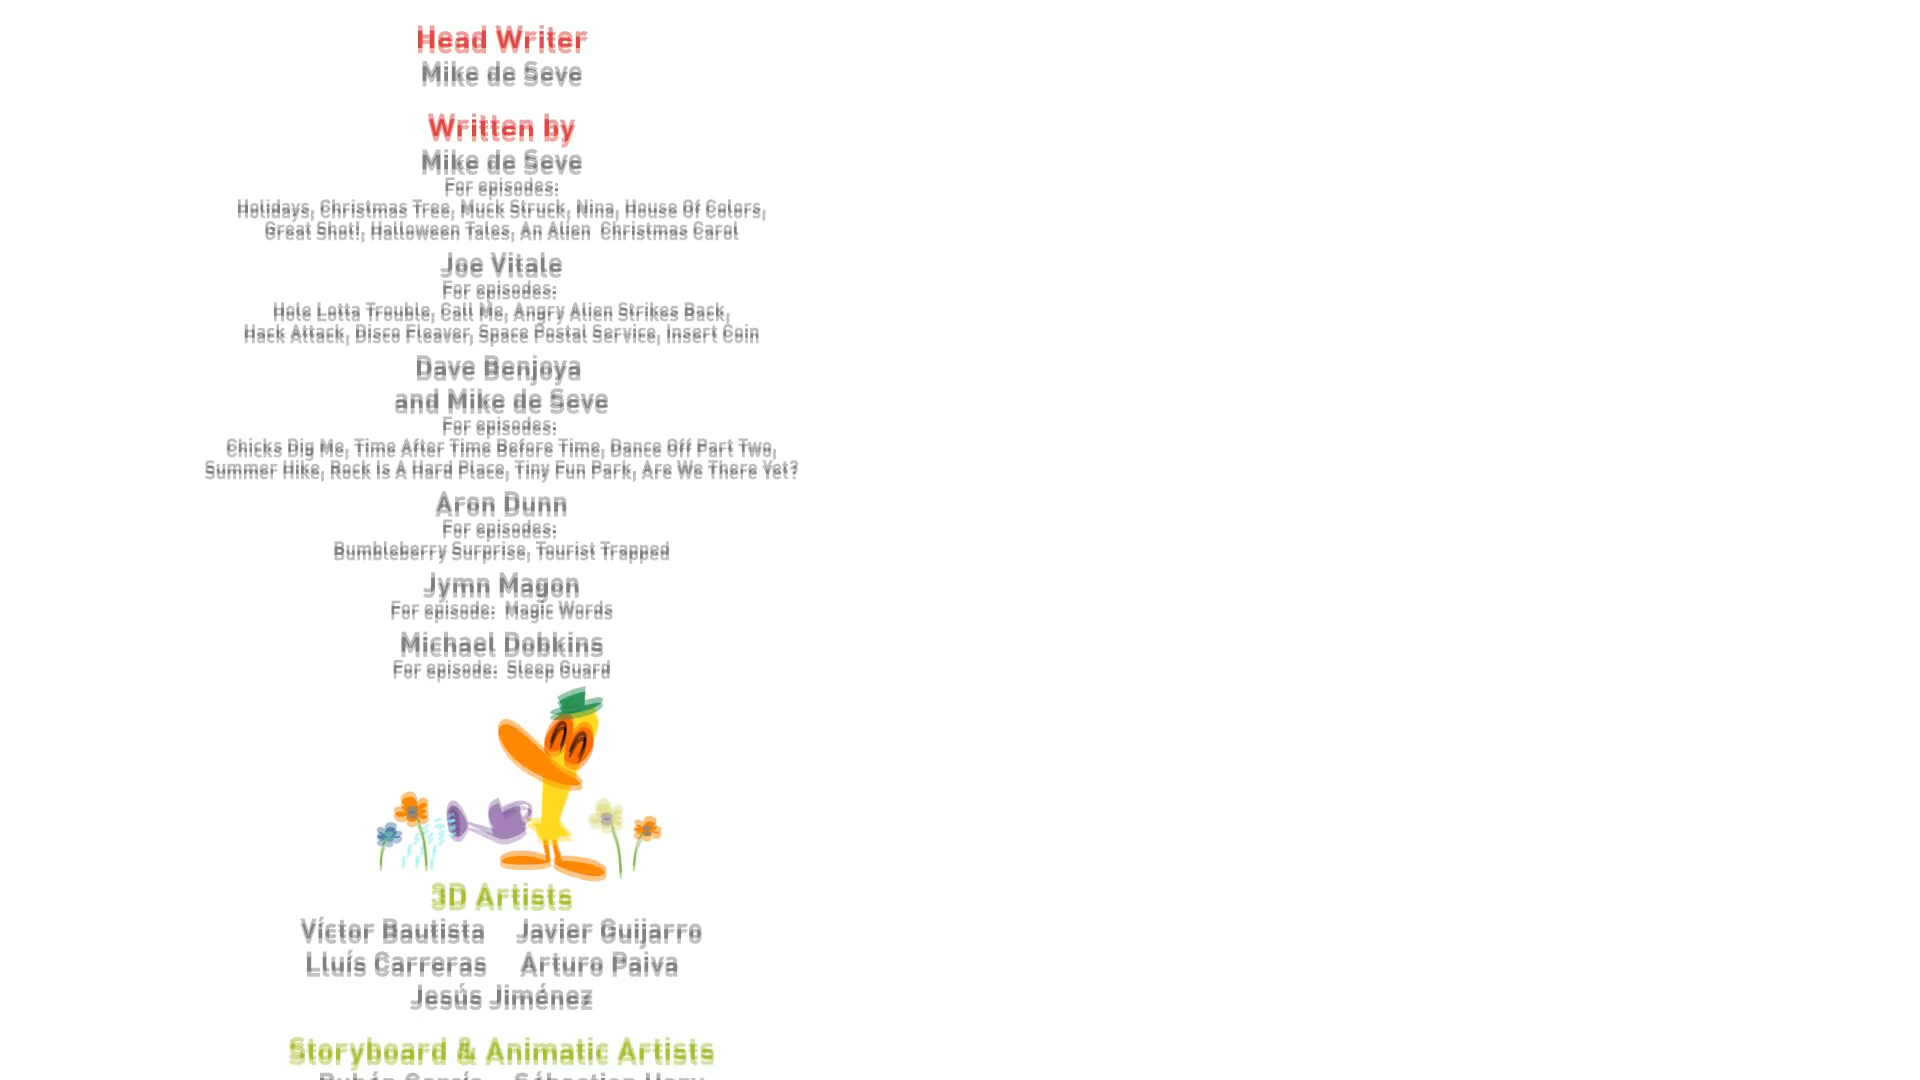 Head Writer
Mike de Seve
Written by
Mike de Seve
For episodes:
Holidays, Christmas Tree, Muck Struck, Nina, House Of Colors,
Great Shot!, Halloween Tales, An Alien  Christmas Carol
Joe Vitale
For episodes:
Hole Lotta Trouble, Call Me, Angry Alien Strikes Back,
Hack Attack, Disco Fleaver, Space Postal Service, Insert Coin
Dave Benjoya
and Mike de Seve
For episodes:
Chicks Dig Me, Time After Time Before Time, Dance Off Part Two,
Summer Hike, Rock Is A Hard Place, Tiny Fun Park, Are We There Yet?
Aron Dunn
For episodes:
Bumbleberry Surprise, Tourist Trapped
Jymn Magon
For episode:  Magic Words
Michael Dobkins
For episode:  Sleep Guard
3D Artists
Víctor Bautista    Javier Guijarro
Lluís Carreras    Arturo Paiva
Jesús Jiménez
Storyboard & Animatic Artists
Rubén García